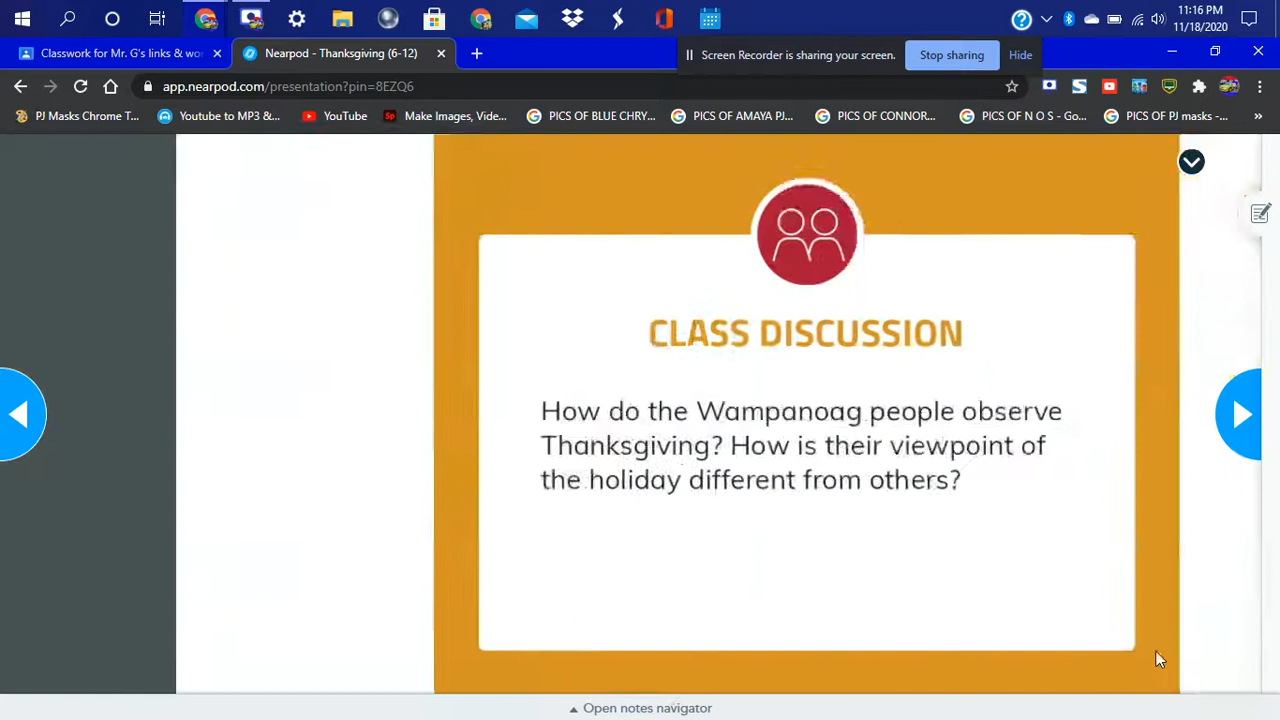 11:16 PM
11/18/2020
Classwork for Mr. G's links & wor
Nearpod - Thanksgiving (6-12)
Screen Recorder is sharing your screen.
Stop sharing
Hide
app.nearpod.com/presentation?pin=8EZQ6
PJ Masks Chrome T...
Youtube to MP3 &...
YouTube
Sp
Make Images, Vide...
PICS OF BLUE CHRY...
PICS OF AMAYA PJ...
PICS OF CONNOR...
PICS OF N O S - Go...
PICS OF PJ masks -...
»
CLASS DISCUSSION
How do the Wampanoag people observe
Thanksgiving? How is their viewpoint of
the holiday different from others?
Open notes navigator